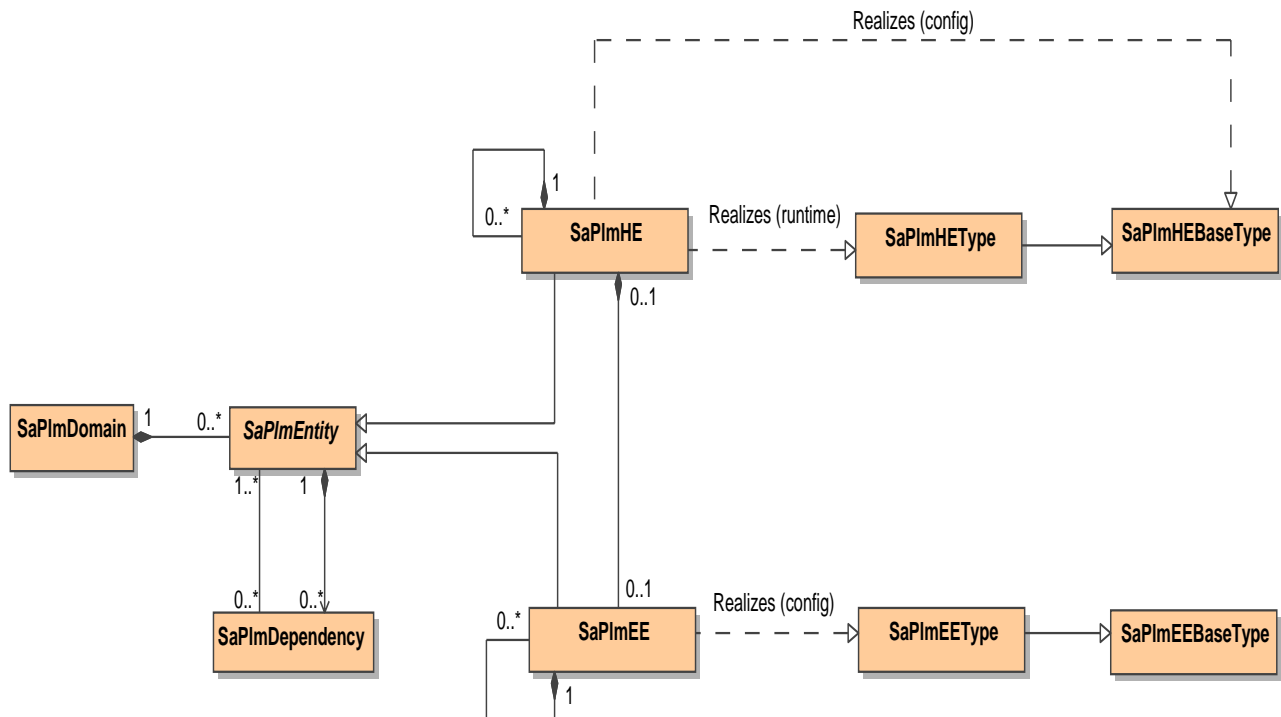 Realizes (config)
1
0..*
SaPlmHE
Realizes (runtime)
SaPlmHEType
SaPlmHEBaseType
0..1
SaPlmDomain
1
0..*
SaPlmEntity
1..*
1
0..*
0..*
SaPlmDependency
0..1
0..*
SaPlmEE
Realizes (config)
SaPlmEEType
SaPlmEEBaseType
1